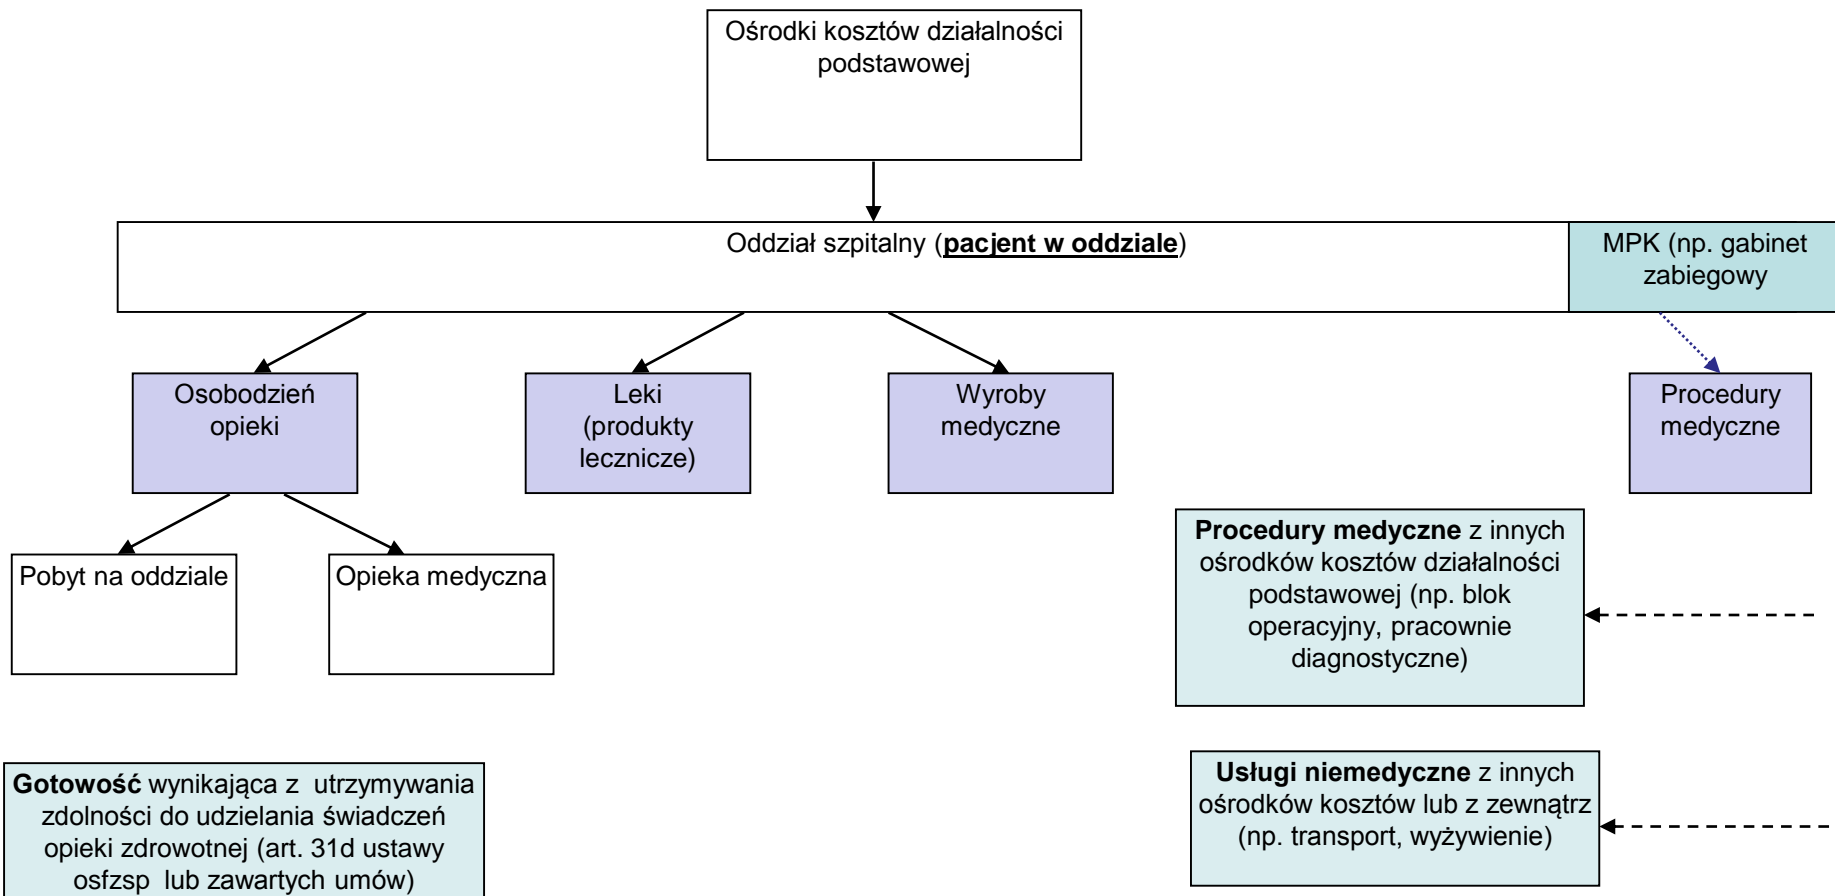 Ośrodki kosztów działalności
podstawowej
Oddział szpitalny (pacjent w oddziale)
MPK (np. gabinet
zabiegowy
Osobodzień
opieki
Leki
(produkty
lecznicze)
Wyroby
medyczne
Procedury
medyczne
Pobyt na oddziale
Opieka medyczna
Procedury medyczne z innych
ośrodków kosztów działalności
podstawowej (np. blok
operacyjny, pracownie
diagnostyczne)
Gotowość wynikająca z utrzymywania
zdolności do udzielania świadczeń
opieki zdrowotnej (art. 31d ustawy
osfzsp lub zawartych umów)
Usługi niemedyczne z innych
ośrodków kosztów lub z zewnątrz
(np. transport, wyżywienie)